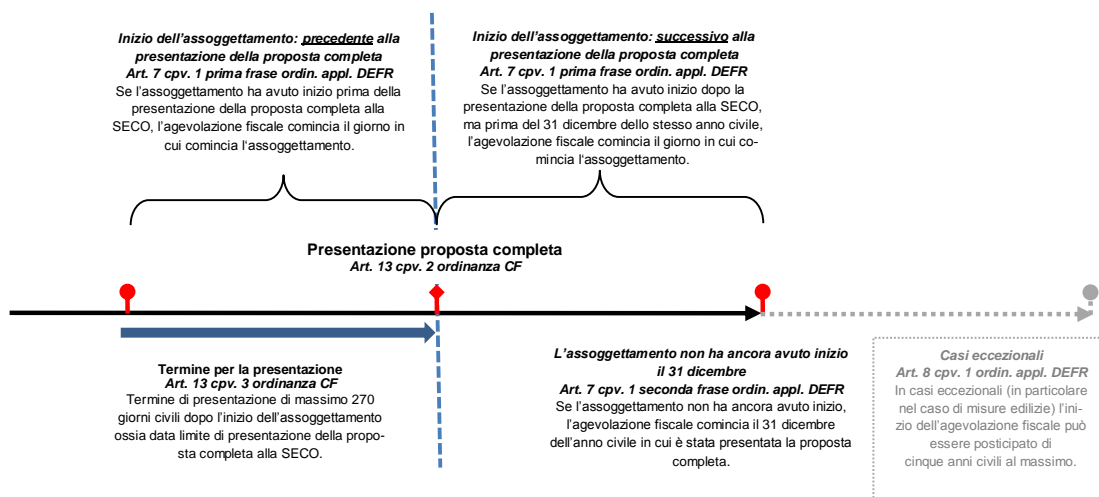 Inizio dell'assoggettamento: precedente alla
presentazione della proposta completa
Art. 7 cpv. 1 prima frase ordin. appl. DEFR
Se l'assoggettamento ha avuto inizio prima della
presentazione della proposta completa alla
SECO, l'agevolazione fiscale comincia il giorno in
cui comincia l'assoggettamento.
Inizio dell'assoggettamento: successivo alla
presentazione della proposta completa
Art. 7 cpv. 1 prima frase ordin. appl. DEFR
Se l'assoggettamento ha avuto inizio dopo la
presentazione della proposta completa alla SECO,
ma prima del 31 dicembre dello stesso anno civile,
l'agevolazione fiscale comincia il giorno in cui co-
mincia l'assoggettamento.
Presentazione proposta completa
Art. 13 cpv. 2 ordinanza CF
Termine per la presentazione
Art. 13 cpv. 3 ordinanza CF
Termine di presentazione di massimo 270
giorni civili dopo l'inizio dell'assoggettamento
ossia data limite di presentazione della propo-
sta completa alla SECO.
L'assoggettamento non ha ancora avuto inizio
il 31 dicembre
Art. 7 cpv. 1 seconda frase ordin. appl. DEFR
Se l'assoggettamento non ha ancora avuto inizio,
l'agevolazione fiscale comincia il 31 dicembre
dell'anno civile in cui è stata presentata la proposta
completa.
Casi eccezionali
Art. 8 cpv. 1 ordin. appl. DEFR
In casi eccezionali (in particolare
nel caso di misure edilizie) l'ini-
zio dell'agevolazione fiscale può
essere posticipato di
cinque anni civili al massimo.